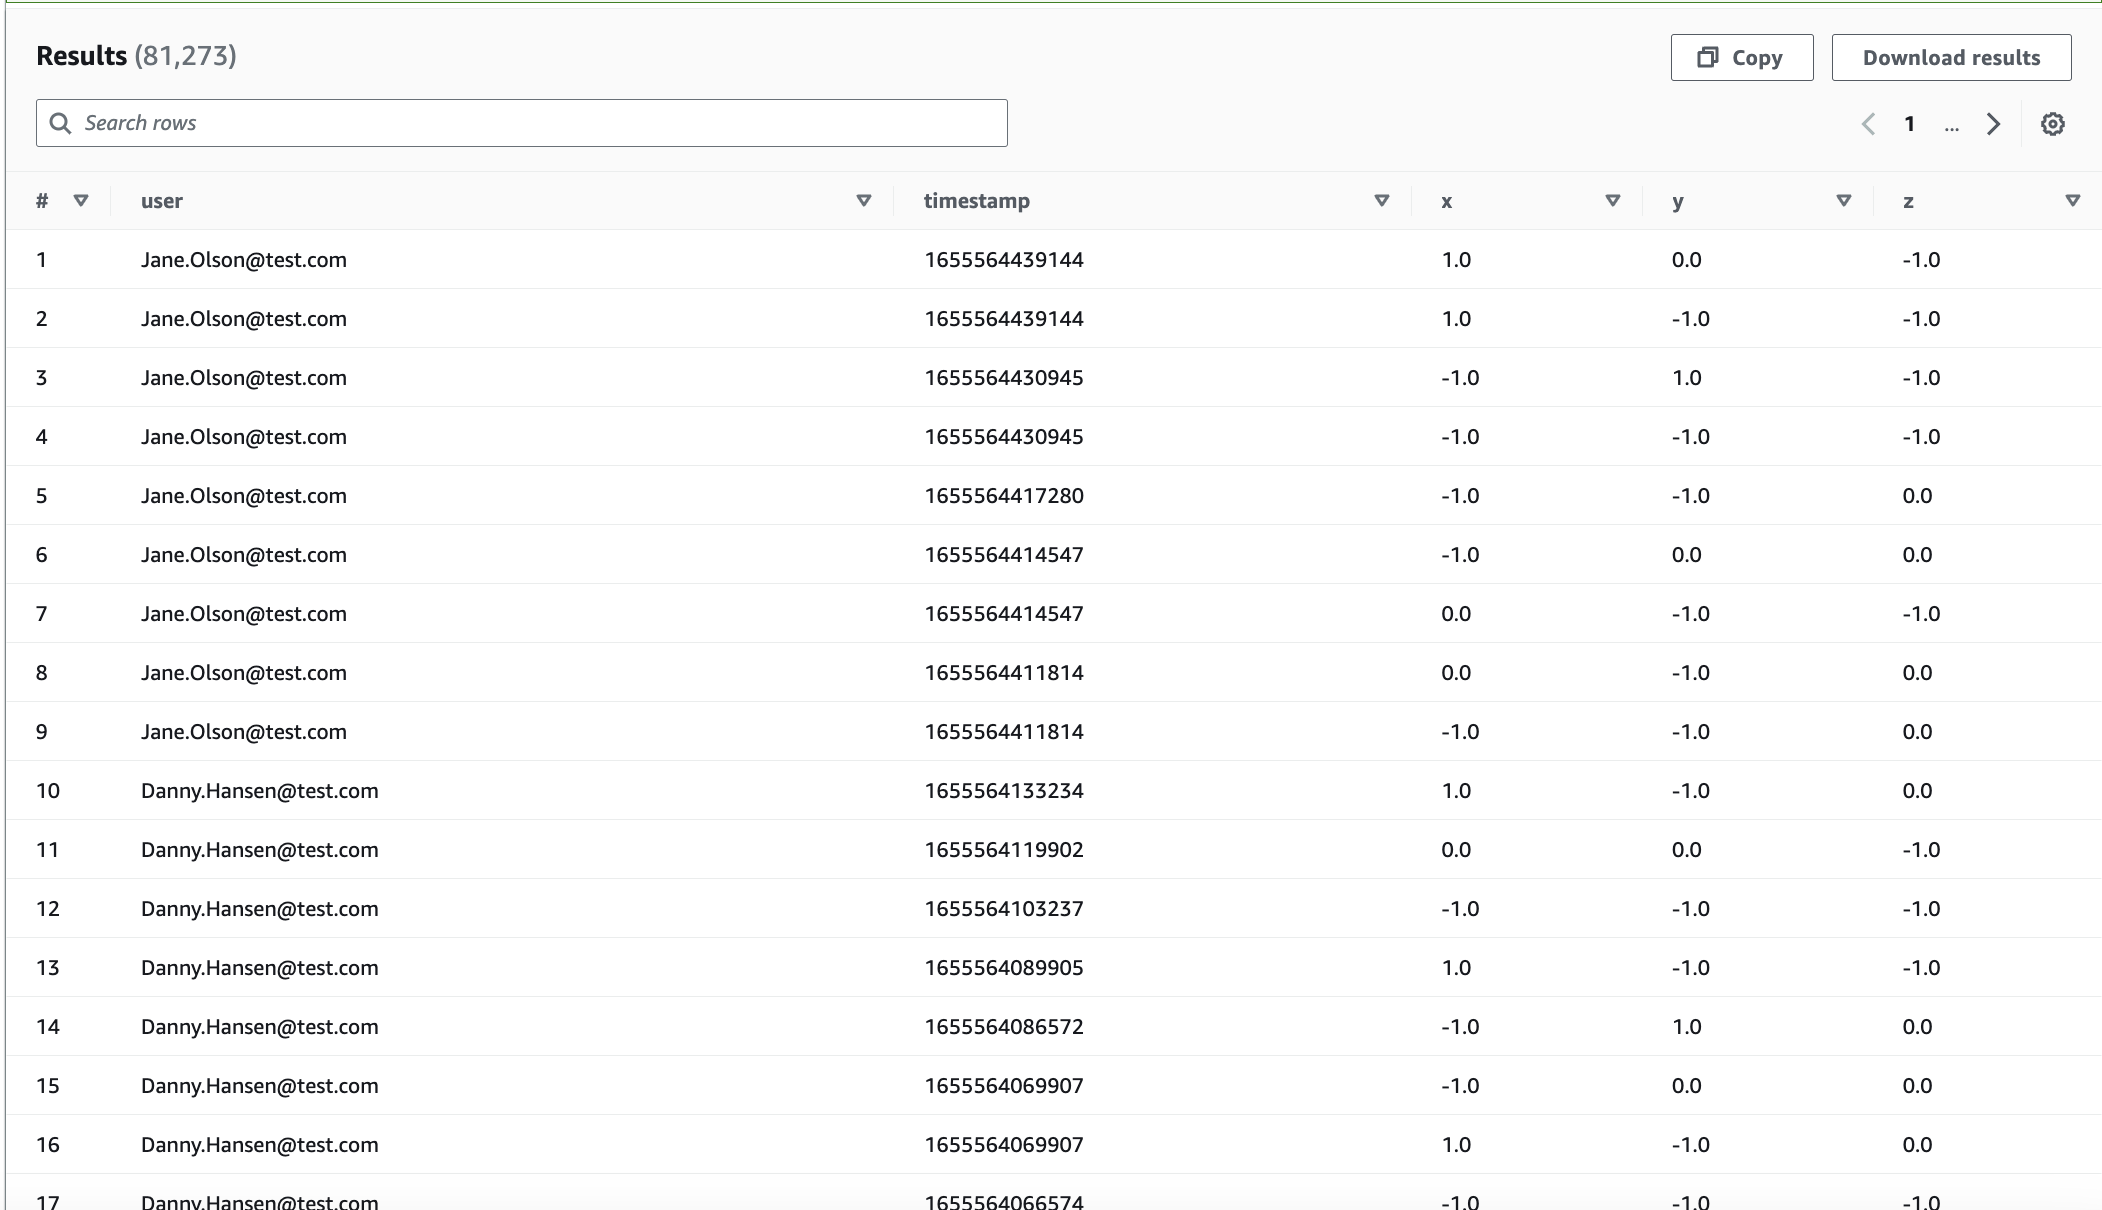 Results (81,273)
Copy
Download results
Search rows
1 ...
# user timestamp x y z
1 Jane.Olson@test.com 1655564439144 1.0 0.0 -1.0
2 Jane.Olson@test.com 1655564439144 1.0 -1.0 -1.0
3 Jane.Olson@test.com 1655564430945 -1.0 1.0 -1.0
4 Jane.Olson@test.com 1655564430945 -1.0 -1.0 -1.0
5 Jane.Olson@test.com 1655564417280 -1.0 -1.0 0.0
6 Jane.Olson@test.com 1655564414547 -1.0 0.0 0.0
7 Jane.Olson@test.com 1655564414547 0.0 -1.0 -1.0
8 Jane.Olson@test.com 1655564411814 0.0 -1.0 0.0
9 Jane.Olson@test.com 1655564411814 -1.0 -1.0 0.0
10 Danny.Hansen@test.com 1655564133234 1.0 -1.0 0.0
11 Danny.Hansen@test.com 1655564119902 0.0 0.0 -1.0
12 Danny.Hansen@test.com 1655564103237 -1.0 -1.0 -1.0
13 Danny.Hansen@test.com 1655564089905 1.0 -1.0 -1.0
14 Danny.Hansen@test.com 1655564086572 -1.0 1.0 0.0
15 Danny.Hansen@test.com 1655564069907 -1.0 0.0 0.0
16 Danny.Hansen@test.com 1655564069907 1.0 -1.0 0.0
17 Danny.Hansen@test.com 1655564066574 -1.0 -1.0 -1.0